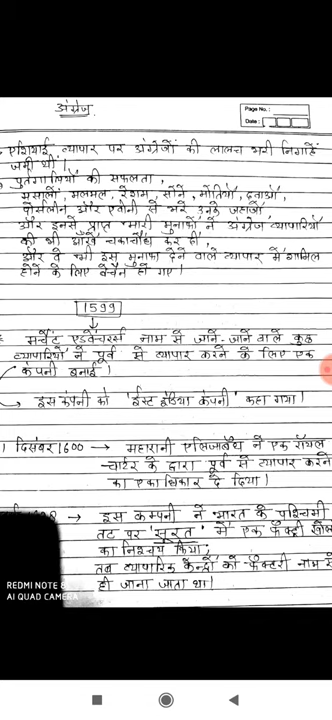 अंग्रेज
Page No.:
Date:
एशियाई व्यापार पर अंग्रेजों की लालच भरी निगाहें
जमी थीं।
पुर्तगालियों की सफलता,
मसालों, मलमल, रेशम, सोने, मोतियों, दवाओं,
पोर्सलीन और एबोनी से भरे उनके जहाजों,
और इनसे प्राप्त भारी मुनाफों ने अंग्रेज व्यापारियों
की भी आँखें चकाचौंध कर दी,
और वे भी इस मुनाफा देने वाले व्यापार में शामिल
होने के लिए बेचैन हो गए।
1599
मर्चेंट एडवेंचरर्स नाम से जाने-जाने वाले कुछ
व्यापारियों ने पूर्व में व्यापार करने के लिए एक
कंपनी बनाई।
→ इस कंपनी को 'ईस्ट इंडिया कंपनी' कहा गया।
दिसंबर 1600 → महारानी एलिजाबेथ ने एक रॉयल
चार्टर के द्वारा पूर्व में व्यापार करने
का एकाधिकार दे दिया।
→ इस कम्पनी ने भारत के पश्चिमी
तट पर 'सूरत' में एक फैक्ट्री
का निश्चय किया,
तब व्यापारिक केन्द्रों को फैक्टरी नाम से
ही जाना जाता था।
REDMI NOTE 8
AI QUAD CAMERA